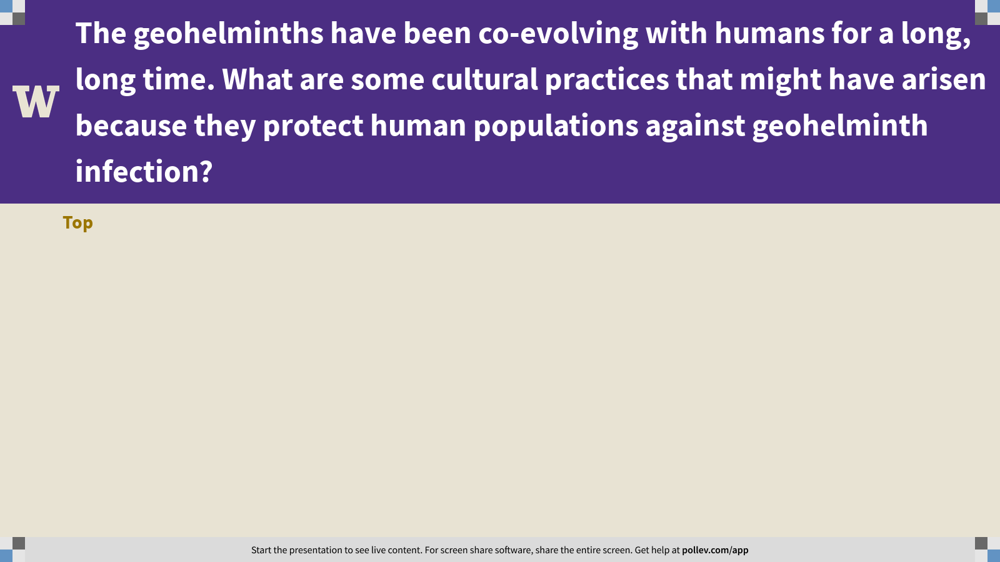 The geohelminths have been co-evolving with humans for a long,
long time. What are some cultural practices that might have arisen
because they protect human populations against geohelminth
infection?
W
Top
Start the presentation to see live content. For screen share software, share the entire screen. Get help at pollev.com/app